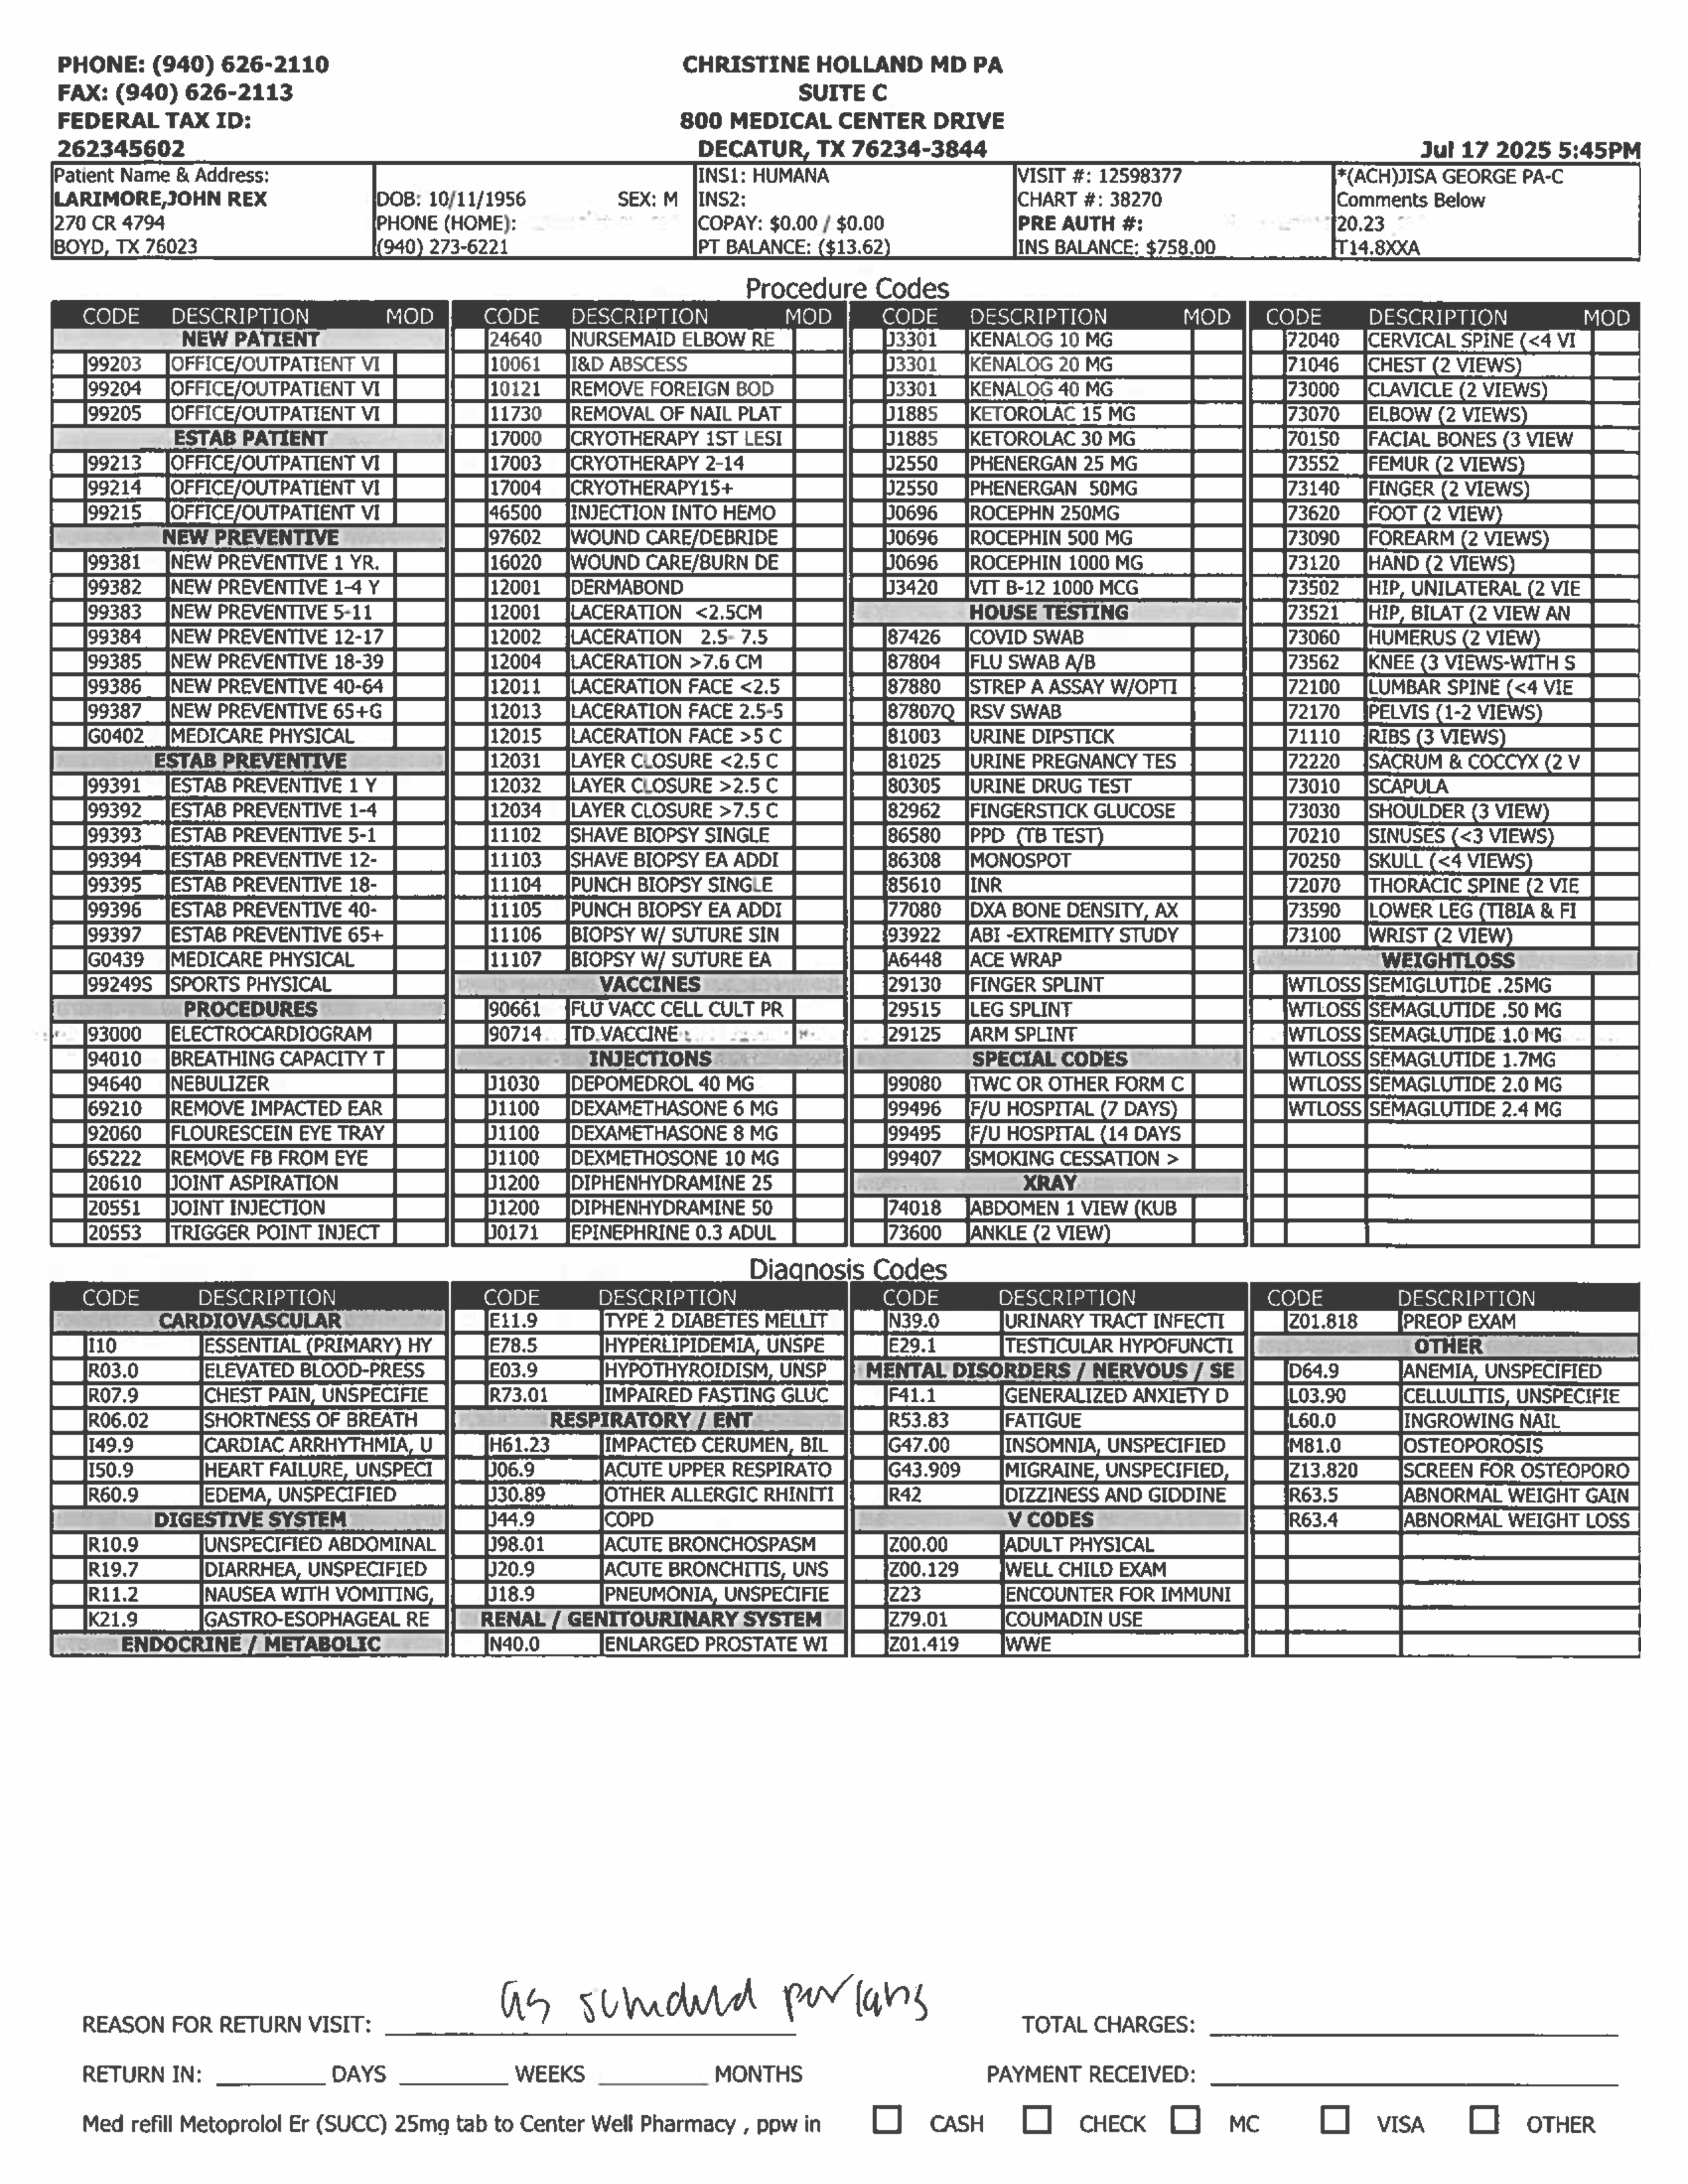 PHONE: (940) 626-2110
FAX: (940) 626-2113
FEDERAL TAX ID:
262345602
CHRISTINE HOLLAND MD PA
SUITE C
800 MEDICAL CENTER DRIVE
DECATUR, TX 76234-3844
Jul 17 2025 5:45PM
Patient Name & Address:
LARIMORE,JOHN REX
270 CR 4794
BOYD, TX 76023
DOB: 10/11/1956 SEX: M
PHONE (HOME):
(940) 273-6221
INS1: HUMANA
INS2:
COPAY: $0.00 / $0.00
PT BALANCE: ($13.62)
VISIT #: 12598377
CHART #: 38270
PRE AUTH #:
INS BALANCE: $758.00
*(ACH)JISA GEORGE PA-C
Comments Below
20.23
T14.8XXA
Procedure Codes
CODE DESCRIPTION MOD
NEW PATIENT
99203 OFFICE/OUTPATIENT VI
99204 OFFICE/OUTPATIENT VI
99205 OFFICE/OUTPATIENT VI
ESTAB PATIENT
99213 OFFICE/OUTPATIENT VI
99214 OFFICE/OUTPATIENT VI
99215 OFFICE/OUTPATIENT VI
NEW PREVENTIVE
99381 NEW PREVENTIVE 1 YR.
99382 NEW PREVENTIVE 1-4 Y
99383 NEW PREVENTIVE 5-11
99384 NEW PREVENTIVE 12-17
99385 NEW PREVENTIVE 18-39
99386 NEW PREVENTIVE 40-64
99387 NEW PREVENTIVE 65+G
G0402 MEDICARE PHYSICAL
ESTAB PREVENTIVE
99391 ESTAB PREVENTIVE 1 Y
99392 ESTAB PREVENTIVE 1-4
99393 ESTAB PREVENTIVE 5-1
99394 ESTAB PREVENTIVE 12-
99395 ESTAB PREVENTIVE 18-
99396 ESTAB PREVENTIVE 40-
99397 ESTAB PREVENTIVE 65+
G0439 MEDICARE PHYSICAL
99249S SPORTS PHYSICAL
PROCEDURES
93000 ELECTROCARDIOGRAM
94010 BREATHING CAPACITY T
94640 NEBULIZER
69210 REMOVE IMPACTED EAR
92060 FLOURESCEIN EYE TRAY
65222 REMOVE FB FROM EYE
20610 JOINT ASPIRATION
20551 JOINT INJECTION
20553 TRIGGER POINT INJECT
CODE DESCRIPTION MOD
24640 NURSEMAID ELBOW RE
10061 I&D ABSCESS
10121 REMOVE FOREIGN BOD
11730 REMOVAL OF NAIL PLAT
17000 CRYOTHERAPY 1ST LESI
17003 CRYOTHERAPY 2-14
17004 CRYOTHERAPY15+
46500 INJECTION INTO HEMO
97602 WOUND CARE/DEBRIDE
16020 WOUND CARE/BURN DE
12001 DERMABOND
12001 LACERATION <2.5CM
12002 LACERATION 2.5- 7.5
12004 LACERATION >7.6 CM
12011 LACERATION FACE <2.5
12013 LACERATION FACE 2.5-5
12015 LACERATION FACE >5 C
12031 LAYER CLOSURE <2.5 C
12032 LAYER CLOSURE >2.5 C
12034 LAYER CLOSURE >7.5 C
11102 SHAVE BIOPSY SINGLE
11103 SHAVE BIOPSY EA ADDI
11104 PUNCH BIOPSY SINGLE
11105 PUNCH BIOPSY EA ADDI
11106 BIOPSY W/ SUTURE SIN
11107 BIOPSY W/ SUTURE EA
VACCINES
90661 FLU VACC CELL CULT PR
90714 TD VACCINE
INJECTIONS
J1030 DEPOMEDROL 40 MG
J1100 DEXAMETHASONE 6 MG
J1100 DEXAMETHASONE 8 MG
J1100 DEXMETHOSONE 10 MG
J1200 DIPHENHYDRAMINE 25
J1200 DIPHENHYDRAMINE 50
J0171 EPINEPHRINE 0.3 ADUL
CODE DESCRIPTION MOD
J3301 KENALOG 10 MG
J3301 KENALOG 20 MG
J3301 KENALOG 40 MG
J1885 KETOROLAC 15 MG
J1885 KETOROLAC 30 MG
J2550 PHENERGAN 25 MG
J2550 PHENERGAN 50MG
J0696 ROCEPHN 250MG
J0696 ROCEPHIN 500 MG
J0696 ROCEPHIN 1000 MG
J3420 VIT B-12 1000 MCG
HOUSE TESTING
87426 COVID SWAB
87804 FLU SWAB A/B
87880 STREP A ASSAY W/OPTI
87807Q RSV SWAB
81003 URINE DIPSTICK
81025 URINE PREGNANCY TES
80305 URINE DRUG TEST
82962 FINGERSTICK GLUCOSE
86580 PPD (TB TEST)
86308 MONOSPOT
85610 INR
77080 DXA BONE DENSITY, AX
93922 ABI -EXTREMITY STUDY
A6448 ACE WRAP
29130 FINGER SPLINT
29515 LEG SPLINT
29125 ARM SPLINT
SPECIAL CODES
99080 TWC OR OTHER FORM C
99496 F/U HOSPITAL (7 DAYS)
99495 F/U HOSPITAL (14 DAYS
99407 SMOKING CESSATION >
XRAY
74018 ABDOMEN 1 VIEW (KUB
73600 ANKLE (2 VIEW)
CODE DESCRIPTION MOD
72040 CERVICAL SPINE (<4 VI
71046 CHEST (2 VIEWS)
73000 CLAVICLE (2 VIEWS)
73070 ELBOW (2 VIEWS)
70150 FACIAL BONES (3 VIEW
73552 FEMUR (2 VIEWS)
73140 FINGER (2 VIEWS)
73620 FOOT (2 VIEW)
73090 FOREARM (2 VIEWS)
73120 HAND (2 VIEWS)
73502 HIP, UNILATERAL (2 VIE
73521 HIP, BILAT (2 VIEW AN
73060 HUMERUS (2 VIEW)
73562 KNEE (3 VIEWS-WITH S
72100 LUMBAR SPINE (<4 VIE
72170 PELVIS (1-2 VIEWS)
71110 RIBS (3 VIEWS)
72220 SACRUM & COCCYX (2 V
73010 SCAPULA
73030 SHOULDER (3 VIEW)
70210 SINUSES (<3 VIEWS)
70250 SKULL (<4 VIEWS)
72070 THORACIC SPINE (2 VIE
73590 LOWER LEG (TIBIA & FI
73100 WRIST (2 VIEW)
WEIGHTLOSS
WTLOSS SEMIGLUTIDE .25MG
WTLOSS SEMAGLUTIDE .50 MG
WTLOSS SEMAGLUTIDE 1.0 MG
WTLOSS SEMAGLUTIDE 1.7MG
WTLOSS SEMAGLUTIDE 2.0 MG
WTLOSS SEMAGLUTIDE 2.4 MG
Diagnosis Codes
CODE DESCRIPTION
CARDIOVASCULAR
I10 ESSENTIAL (PRIMARY) HY
R03.0 ELEVATED BLOOD-PRESS
R07.9 CHEST PAIN, UNSPECIFIE
R06.02 SHORTNESS OF BREATH
I49.9 CARDIAC ARRHYTHMIA, U
I50.9 HEART FAILURE, UNSPECI
R60.9 EDEMA, UNSPECIFIED
DIGESTIVE SYSTEM
R10.9 UNSPECIFIED ABDOMINAL
R19.7 DIARRHEA, UNSPECIFIED
R11.2 NAUSEA WITH VOMITING,
K21.9 GASTRO-ESOPHAGEAL RE
ENDOCRINE / METABOLIC
CODE DESCRIPTION
E11.9 TYPE 2 DIABETES MELLIT
E78.5 HYPERLIPIDEMIA, UNSPE
E03.9 HYPOTHYROIDISM, UNSP
R73.01 IMPAIRED FASTING GLUC
RESPIRATORY / ENT
H61.23 IMPACTED CERUMEN, BIL
J06.9 ACUTE UPPER RESPIRATO
J30.89 OTHER ALLERGIC RHINITI
J44.9 COPD
J98.01 ACUTE BRONCHOSPASM
J20.9 ACUTE BRONCHITIS, UNS
J18.9 PNEUMONIA, UNSPECIFIE
RENAL / GENITOURINARY SYSTEM
N40.0 ENLARGED PROSTATE WI
CODE DESCRIPTION
N39.0 URINARY TRACT INFECTI
E29.1 TESTICULAR HYPOFUNCTI
MENTAL DISORDERS / NERVOUS / SE
F41.1 GENERALIZED ANXIETY D
R53.83 FATIGUE
G47.00 INSOMNIA, UNSPECIFIED
G43.909 MIGRAINE, UNSPECIFIED,
R42 DIZZINESS AND GIDDINE
V CODES
Z00.00 ADULT PHYSICAL
Z00.129 WELL CHILD EXAM
Z23 ENCOUNTER FOR IMMUNI
Z79.01 COUMADIN USE
Z01.419 WWE
CODE DESCRIPTION
Z01.818 PREOP EXAM
OTHER
D64.9 ANEMIA, UNSPECIFIED
L03.90 CELLULITIS, UNSPECIFIE
L60.0 INGROWING NAIL
M81.0 OSTEOPOROSIS
Z13.820 SCREEN FOR OSTEOPORO
R63.5 ABNORMAL WEIGHT GAIN
R63.4 ABNORMAL WEIGHT LOSS
REASON FOR RETURN VISIT: as scheduled per labs
TOTAL CHARGES:
RETURN IN: DAYS WEEKS MONTHS
PAYMENT RECEIVED:
Med refill Metoprolol Er (SUCC) 25mg tab to Center Well Pharmacy , ppw in
CASH CHECK MC VISA OTHER